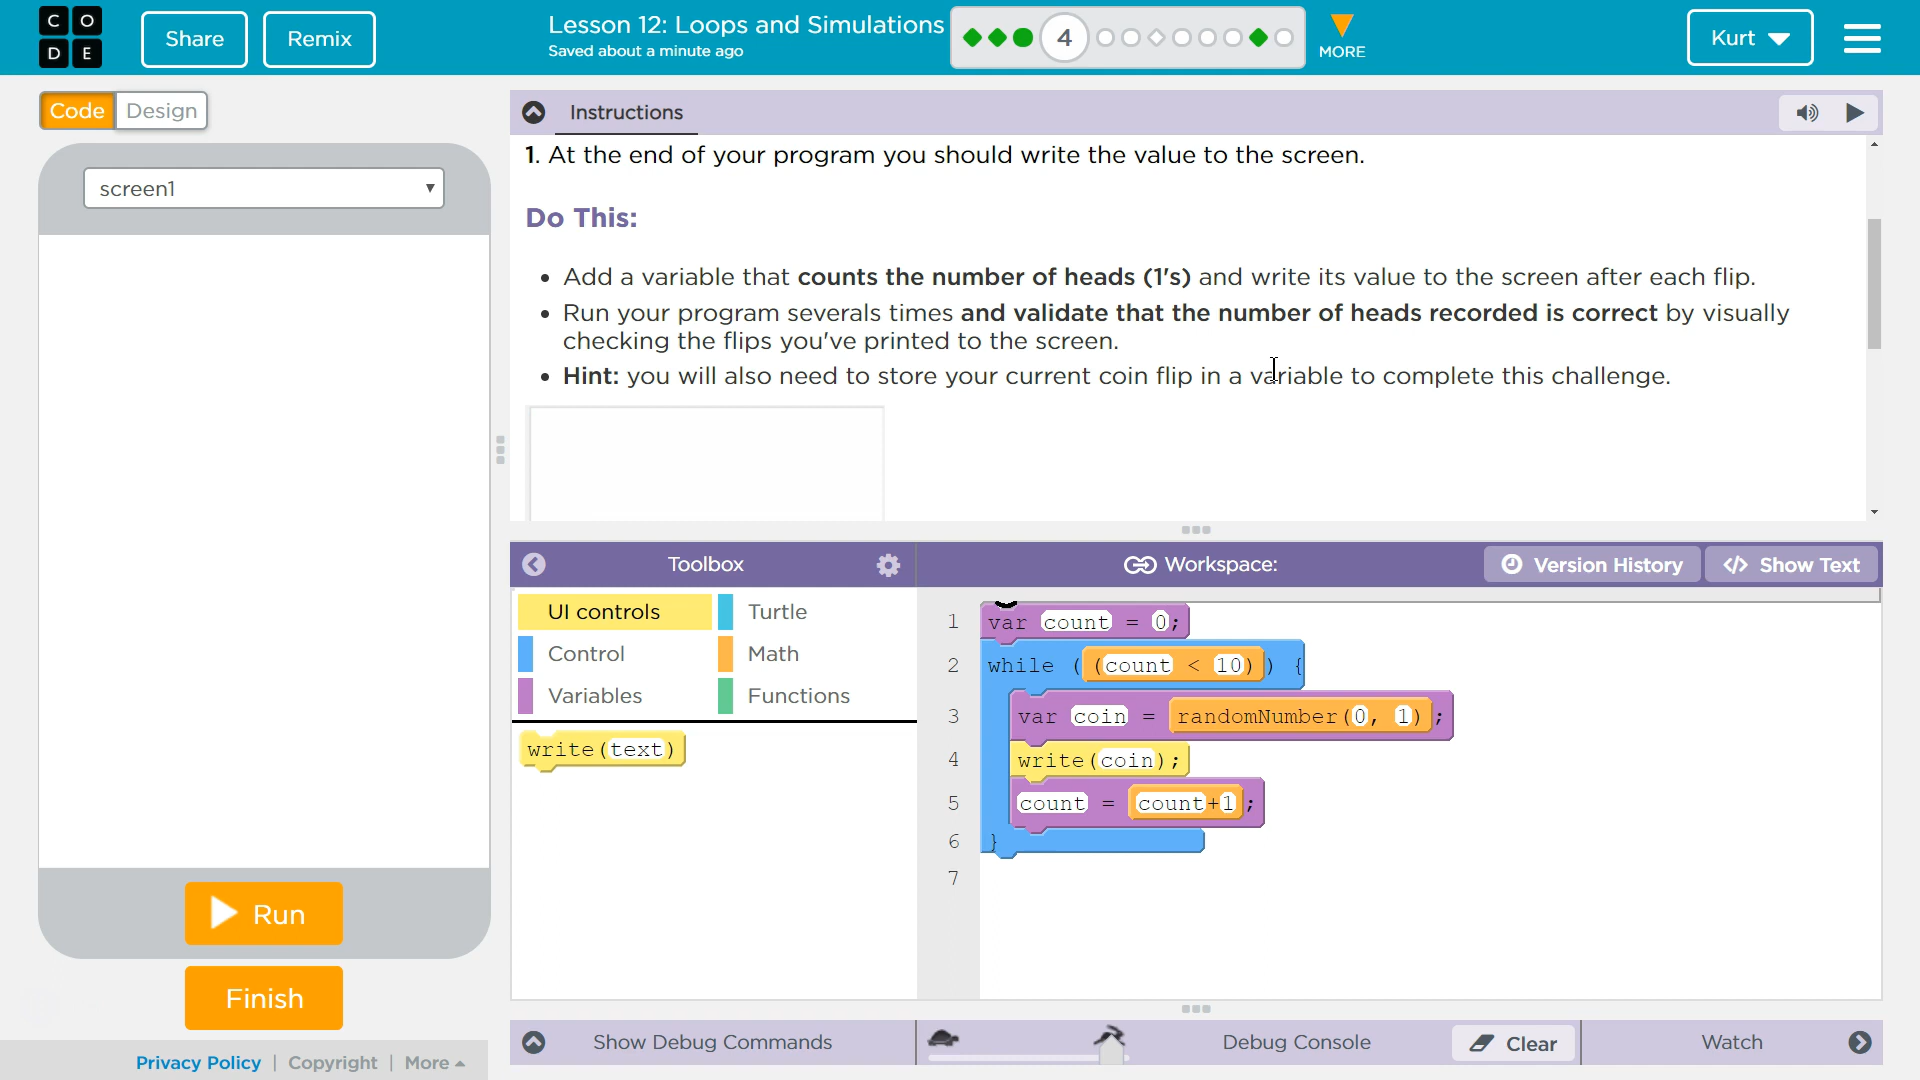 C O
D E
Share
Remix
Lesson 12: Loops and Simulations
Saved about a minute ago
4
MORE
Kurt
Code
Design
Instructions
screen1
1. At the end of your program you should write the value to the screen.
Do This:
Add a variable that counts the number of heads (1's) and write its value to the screen after each flip.
Run your program severals times and validate that the number of heads recorded is correct by visually
checking the flips you've printed to the screen.
Hint: you will also need to store your current coin flip in a variable to complete this challenge.
Toolbox
Workspace:
Version History
</> Show Text
UI controls
Turtle
Control
Math
Variables
Functions
write(text)
1 var count = 0;
2 while ( (count < 10) ) {
3 var coin = randomNumber(0, 1);
4 write(coin);
5 count = count+1;
6 }
7
Run
Finish
Show Debug Commands
Debug Console
Clear
Watch
Privacy Policy | Copyright | More